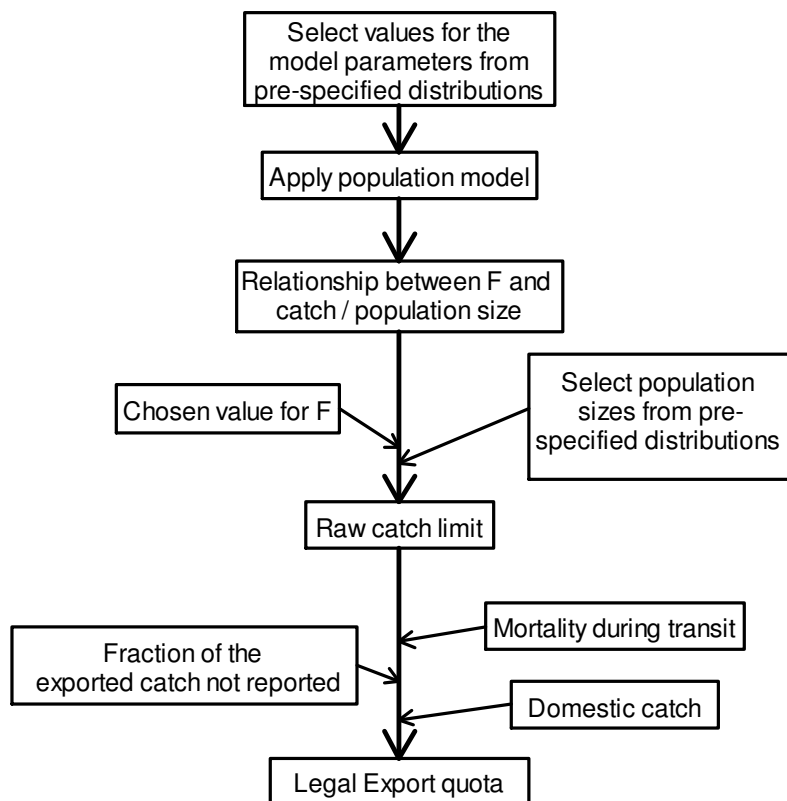 Select values for the
model parameters from
pre-specified distributions
Apply population model
Relationship between F and
catch / population size
Chosen value for F
Select population
sizes from pre-
specified distributions
Raw catch limit
Mortality during transit
Fraction of the
exported catch not reported
Domestic catch
Legal Export quota